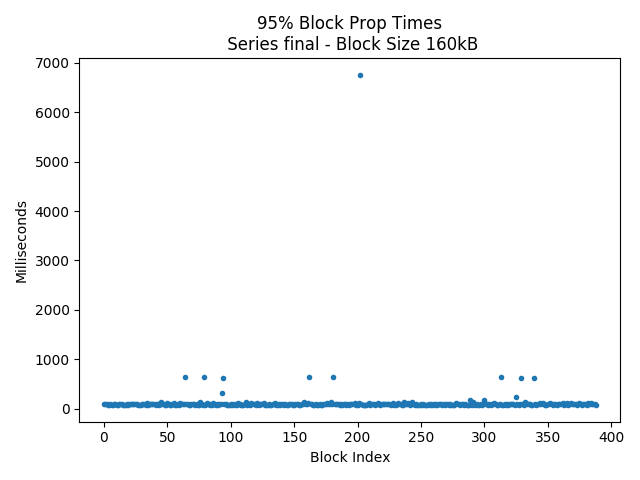 95% Block Prop Times
Series final - Block Size 160kB
7000
6000
5000
4000
3000
2000
1000
0
Milliseconds
0 50 100 150 200 250 300 350 400
Block Index